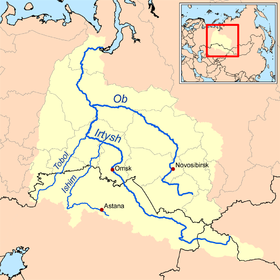 Ob
Irtysh
Tobol
Ishim
Omsk
Novosibirsk
Astana